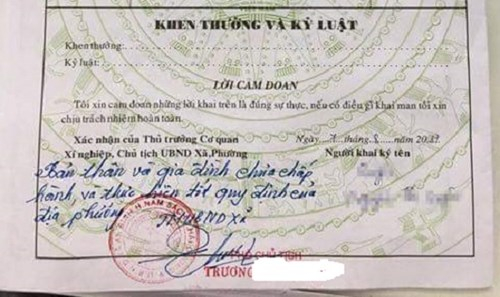 KHEN THƯỞNG VÀ KỶ LUẬT
Khen thưởng:
Kỷ luật:
LỜI CAM ĐOAN
Tôi xin cam đoan những lời khai trên là đúng sự thực, nếu có điều gì khai man tôi xin
chịu trách nhiệm hoàn toàn.
Xác nhận của Thủ trưởng Cơ quan
Xí nghiệp, Chủ tịch UBND Xã,Phường
Ngày 7 tháng 8 năm
Người khai ký tên
Bản thân và gia đình chưa chấp
hành, và thực hiện tốt quy định của
địa phương.
TM UBND Xã
CHỦ TỊCH
TRƯƠNG